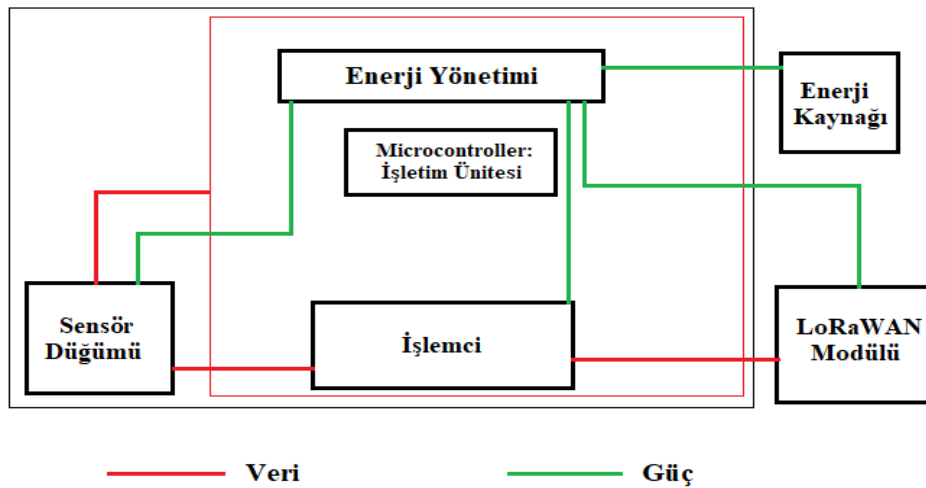 Enerji Yönetimi
Enerji
Kaynağı
Microcontroller:
İşletim Ünitesi
Sensör
Düğümü
İşlemci
LoRaWAN
Modülü
Veri
Güç